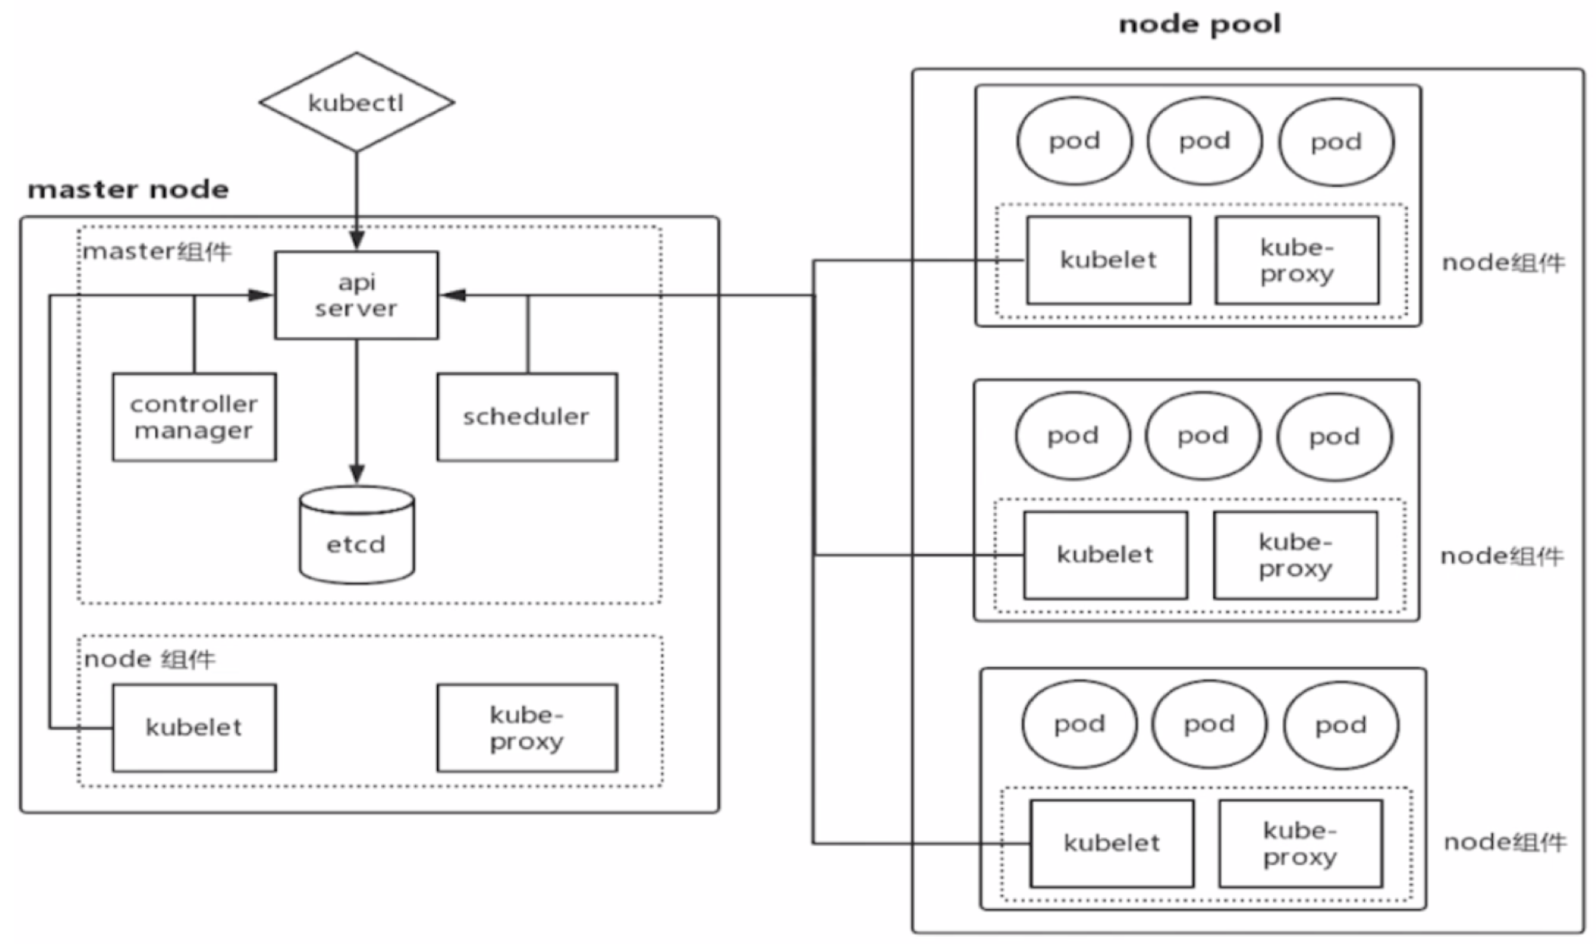 node pool
kubectl
master node
master组件
api
server
controller
manager
scheduler
etcd
node 组件
kubelet
kube-
proxy
pod
pod
pod
kubelet
kube-
proxy
node组件
pod
pod
pod
kubelet
kube-
proxy
node组件
pod
pod
pod
kubelet
kube-
proxy
node组件